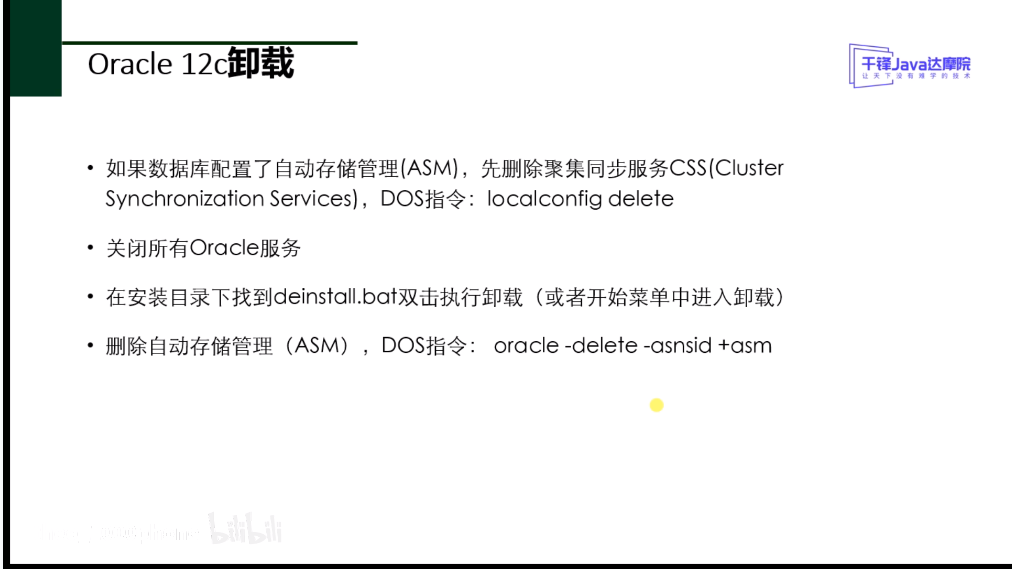 Oracle 12c卸载
千锋Java达摩院
让天下没有难学的技术
• 如果数据库配置了自动存储管理(ASM)，先删除聚集同步服务CSS(Cluster
Synchronization Services)，DOS指令：localconfig delete
• 关闭所有Oracle服务
• 在安装目录下找到deinstall.bat双击执行卸载（或者开始菜单中进入卸载）
• 删除自动存储管理（ASM），DOS指令： oracle -delete -asnsid +asm
bilibili